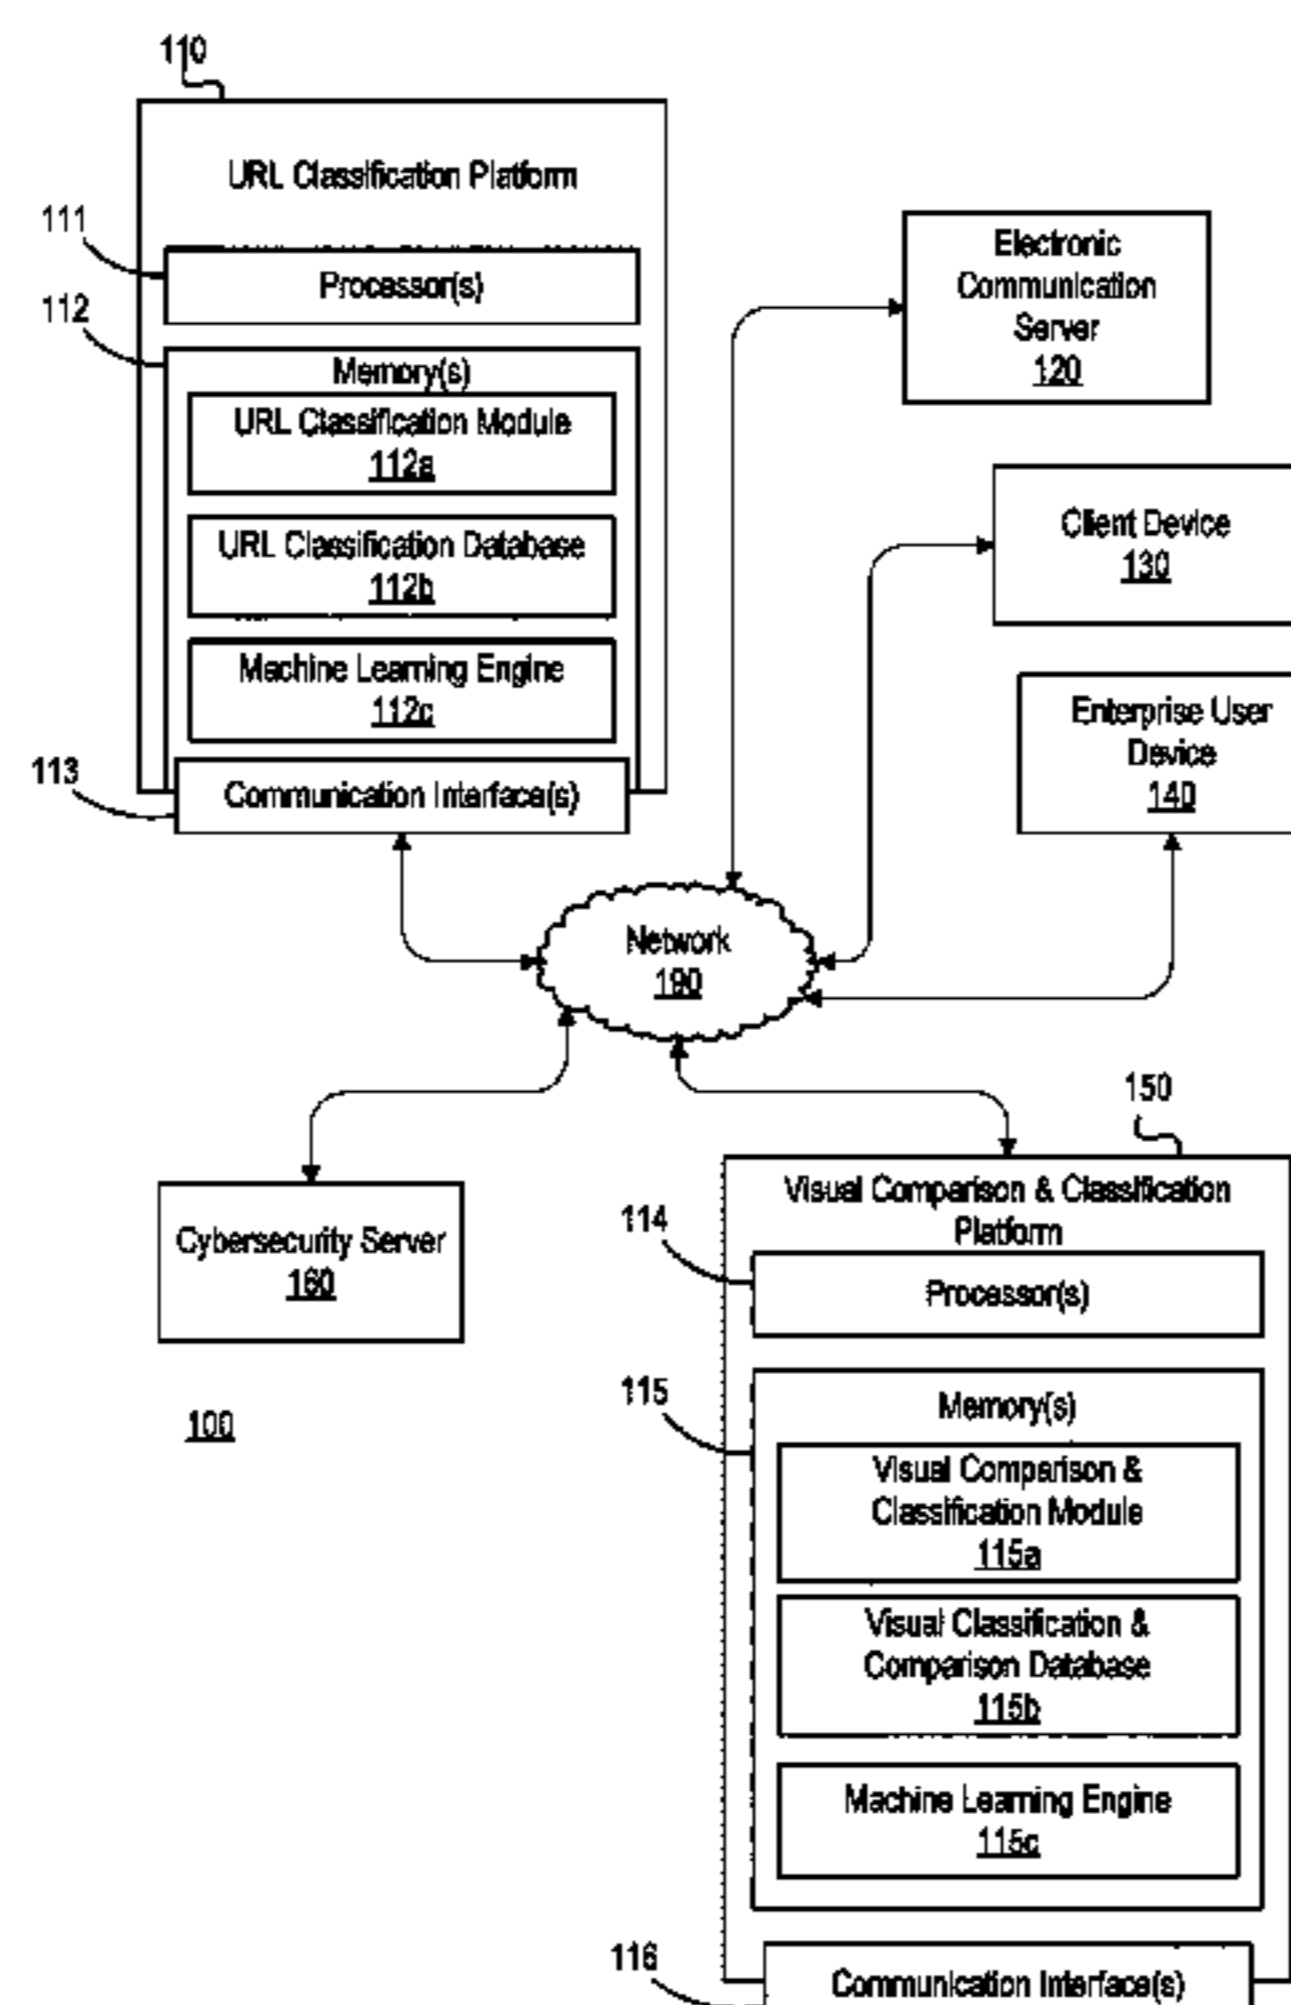 110
URL Classification Platform
111
Processor(s)
112
Memory(s)
URL Classification Module
112a
URL Classification Database
112b
Machine Learning Engine
112c
113
Communication Interface(s)
Electronic
Communication
Server
120
Client Device
130
Enterprise User
Device
140
Network
190
Cybersecurity Server
160
100
150
Visual Comparison & Classification
Platform
114
Processor(s)
115
Memory(s)
Visual Comparison &
Classification Module
115a
Visual Classification &
Comparison Database
115b
Machine Learning Engine
115c
116
Communication Interface(s)